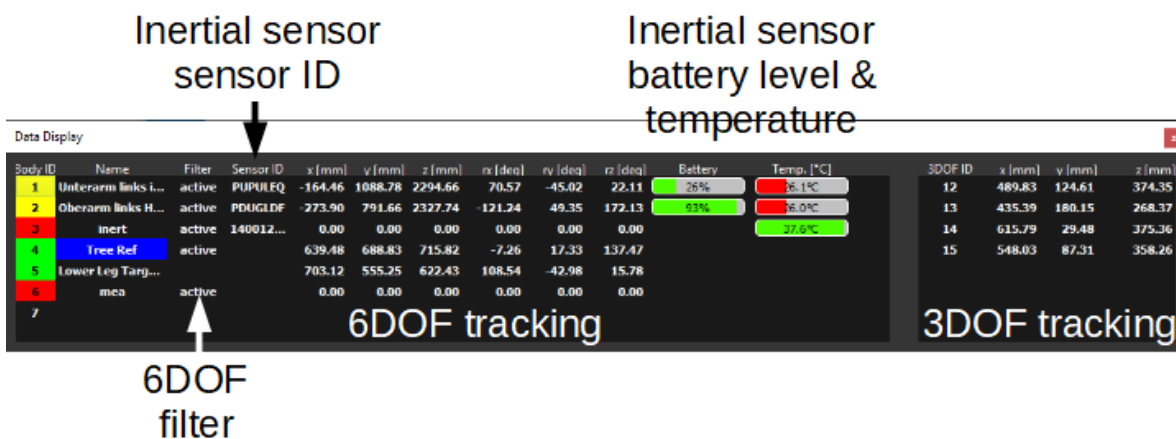 Inertial sensor
sensor ID
Inertial sensor
battery level &
temperature
Data Display
Body ID Name Filter Sensor ID x [mm] y [mm] z [mm] rx [deg] ry [deg] rz [deg] Battery Temp. [°C]
1 Unterarm links i... active PUPULEQ -164.46 1088.78 2294.66 70.57 -45.02 22.11 26% 26.1°C
2 Oberarm links H... active PDUGLDF -273.90 791.66 2327.74 -121.24 49.35 172.13 93% 26.0°C
3 inert active 140012... 0.00 0.00 0.00 0.00 0.00 0.00 37.6°C
4 Tree Ref active 639.48 688.83 715.82 -7.26 17.33 137.47
5 Lower Leg Targ... 703.12 555.25 622.43 108.54 -42.98 15.78
6 mea active 0.00 0.00 0.00 0.00 0.00 0.00
7
6DOF tracking
3DOF ID x [mm] y [mm] z [mm]
12 489.83 124.61 374.35
13 435.39 180.15 268.37
14 615.79 29.48 375.36
15 548.03 87.31 358.26
3DOF tracking
6DOF
filter